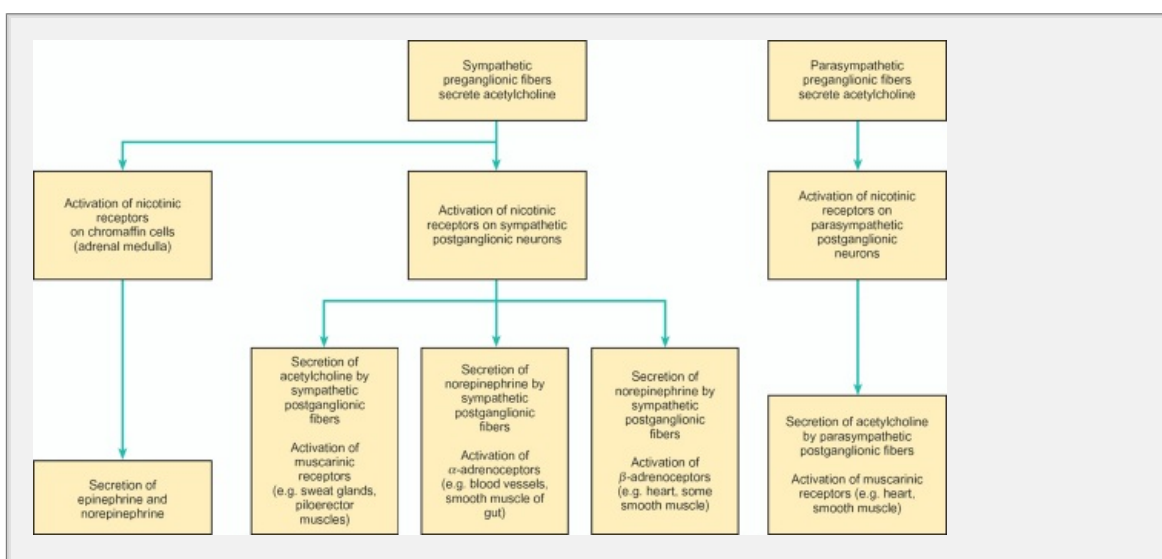 Sympathetic
preganglionic fibers
secrete acetylcholine
Parasympathetic
preganglionic fibers
secrete acetylcholine
Activation of nicotinic
receptors
on chromaffin cells
(adrenal medulla)
Activation of nicotinic
receptors on sympathetic
postganglionic neurons
Activation of nicotinic
receptors on
parasympathetic
postganglionic
neurons
Secretion of
epinephrine and
norepinephrine
Secretion of
acetylcholine by
sympathetic
postganglionic
fibers
Activation of
muscarinic
receptors
(e.g. sweat glands,
piloerector
muscles)
Secretion of
norepinephrine by
sympathetic
postganglionic
fibers
Activation of
α-adrenoceptors
(e.g. blood vessels,
smooth muscle of
gut)
Secretion of
norepinephrine by
sympathetic
postganglionic
fibers
Activation of
β-adrenoceptors
(e.g. heart, some
smooth muscle)
Secretion of acetylcholine
by parasympathetic
postganglionic fibers
Activation of muscarinic
receptors (e.g. heart,
smooth muscle)